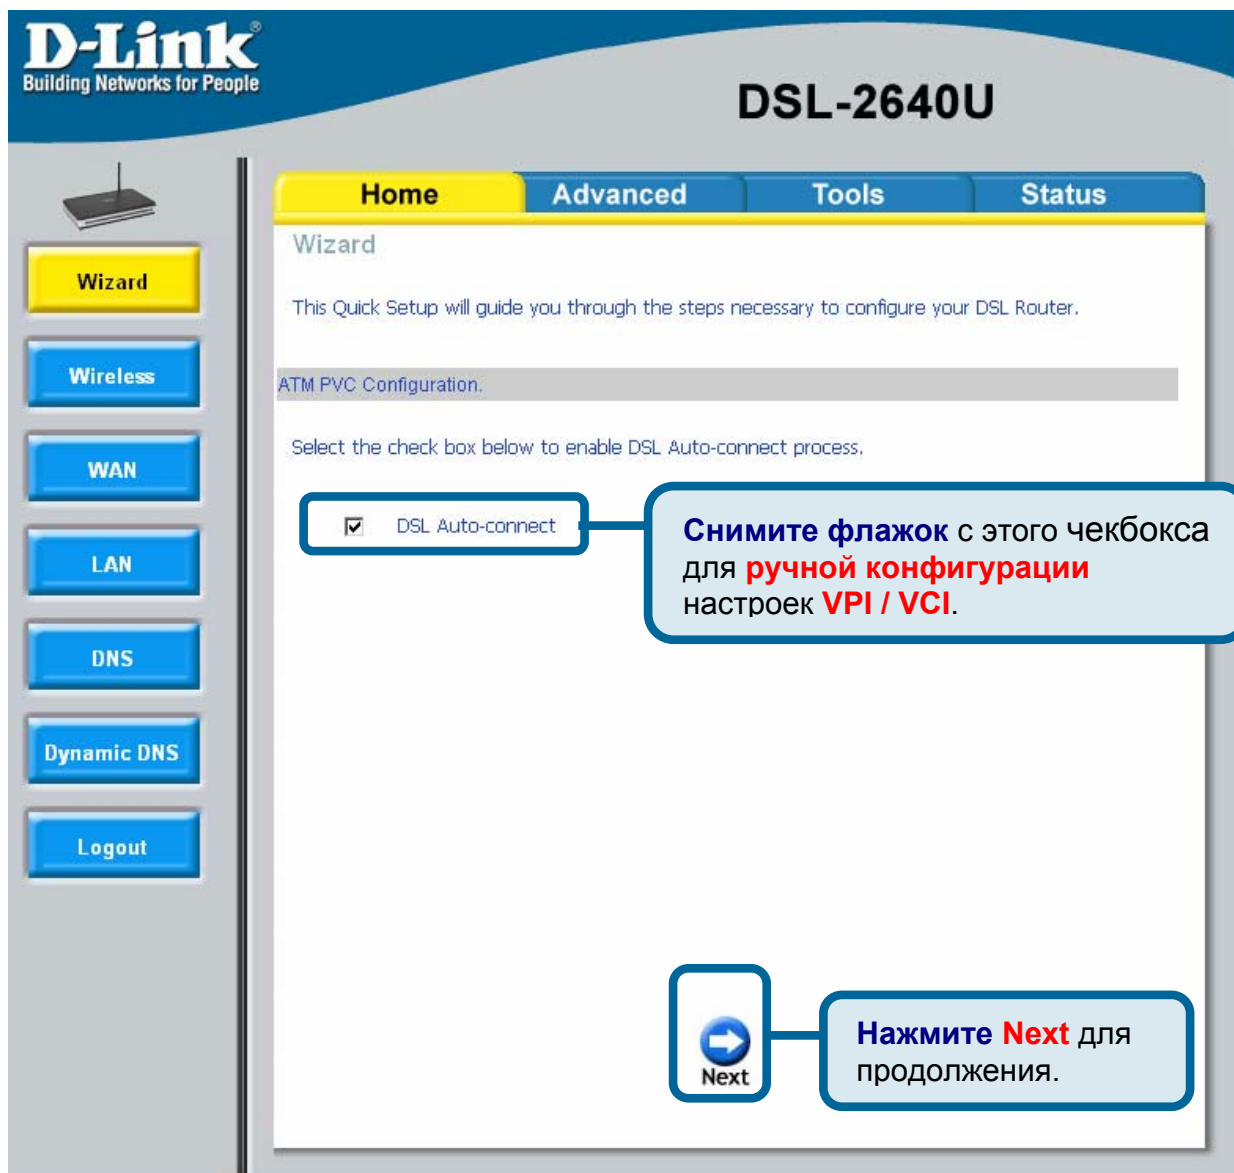 D-Link®
Building Networks for People
DSL-2640U
Home
Advanced
Tools
Status
Wizard
Wireless
WAN
LAN
DNS
Dynamic DNS
Logout
Wizard
This Quick Setup will guide you through the steps necessary to configure your DSL Router.
ATM PVC Configuration.
Select the check box below to enable DSL Auto-connect process.
DSL Auto-connect
Снимите флажок с этого чекбокса
для ручной конфигурации
настроек VPI / VCI.
Next
Нажмите Next для
продолжения.